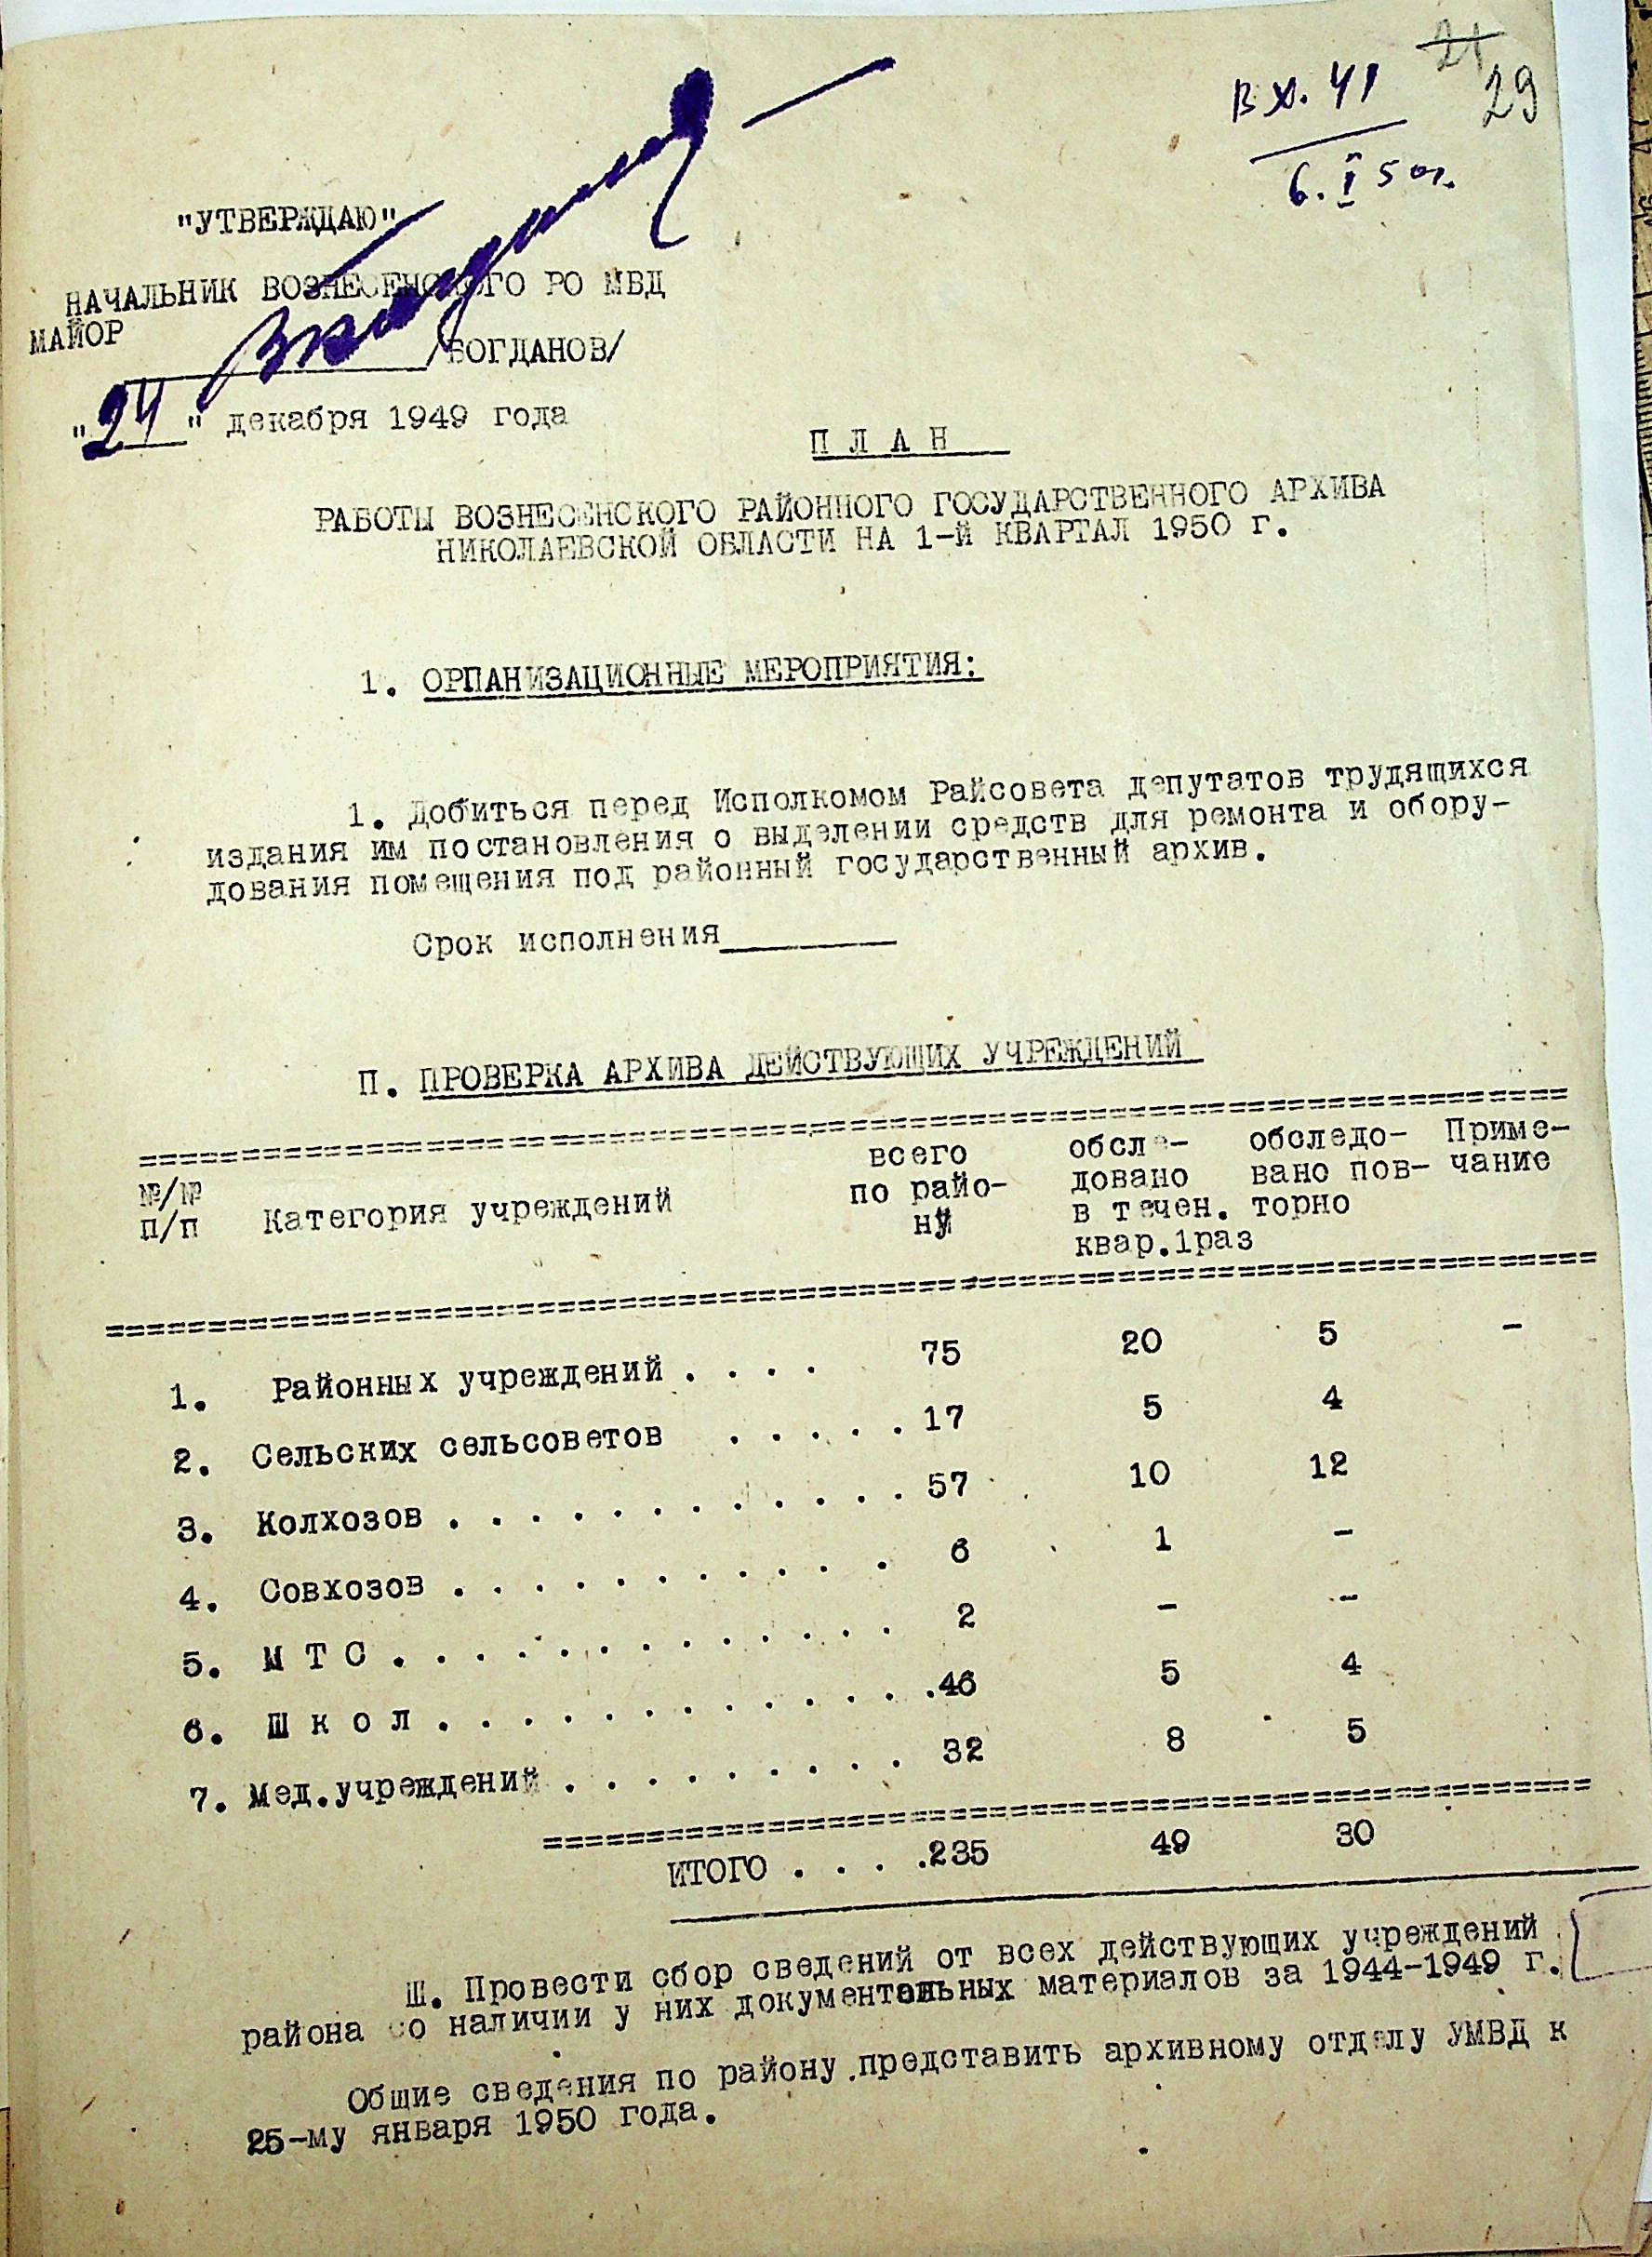 21
29
Вх. 41
6. I 50г.
"УТВЕРЖДАЮ"
НАЧАЛЬНИК ВОЗНЕСЕНСКОГО РО МВД
МАЙОР
/БОГДАНОВ/
"24" декабря 1949 года
П Л А Н
РАБОТЫ ВОЗНЕСЕНСКОГО РАЙОННОГО ГОСУДАРСТВЕННОГО АРХИВА
НИКОЛАЕВСКОЙ ОБЛАСТИ НА 1-Й КВАРТАЛ 1950 г.
1. ОРПАНИЗАЦИОННЫЕ МЕРОПРИЯТИЯ:
1. Добиться перед Исполкомом Райсовета депутатов трудящихся
издания им постановления о выделении средств для ремонта и обору-
дования помещения под районный государственный архив.
Срок исполнения________
П. ПРОВЕРКА АРХИВА ДЕЙСТВУЮЩИХ УЧРЕЖДЕНИЙ
№/№ п/п Категория учреждений всего по райо- ну обсле- довано в течен. квар.1раз обследо- вано пов- торно Приме- чание
1. Районных учреждений . . . . 75 20 5 -
2. Сельских сельсоветов . . . . . 17 5 4
3. Колхозов . . . . . . . . . . . . 57 10 12
4. Совхозов . . . . . . . . . . . 6 1 -
5. М Т С . . . . . . . . . . . . . 2 - -
6. Ш к о л . . . . . . . . . . . . .46 5 4
7. Мед.учреждений . . . . . . . . . 32 8 5
ИТОГО . . . .235 49 30
Ш. Провести сбор сведений от всех действующих учреждений
района о наличии у них документальных материалов за 1944-1949 г.
Общие сведения по району представить архивному отделу УМВД к
25-му января 1950 года.